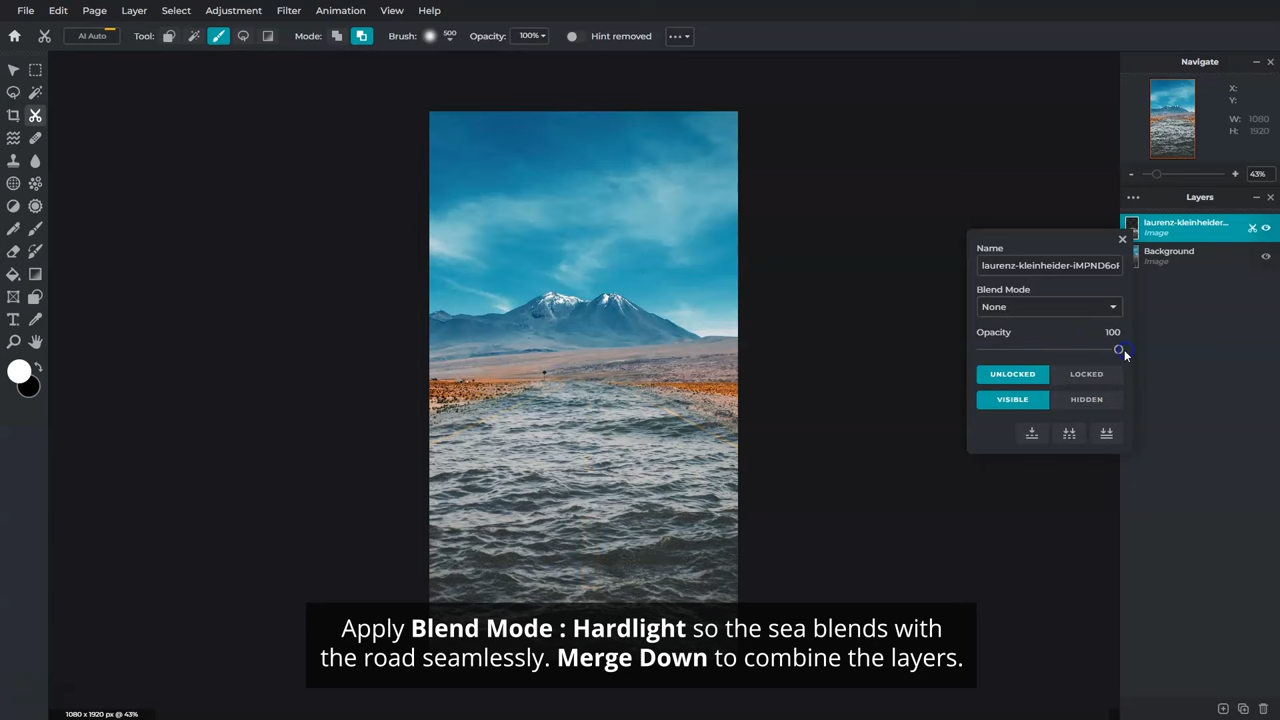 File Edit Page Layer Select Adjustment Filter Animation View Help
AI Auto Tool: Mode: Brush: 500 Opacity: 100% Hint removed
Navigate
X:
Y:
W: 1080
H: 1920
- + 43%
Layers
laurenz-kleinheider...
Image
Background
Image
Name
laurenz-kleinheider-iMPND6oF
Blend Mode
None
Opacity 100
UNLOCKED LOCKED
VISIBLE HIDDEN
Apply Blend Mode : Hardlight so the sea blends with
the road seamlessly. Merge Down to combine the layers.
1080 x 1920 px @ 43%